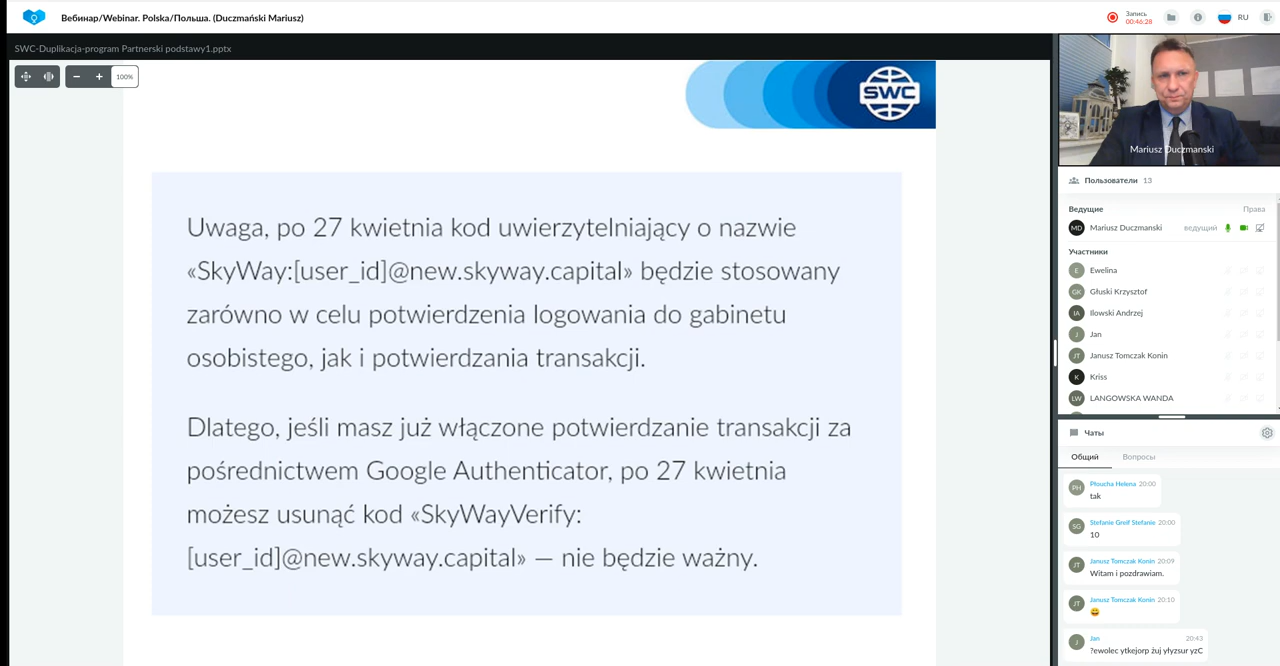 Вебинар/Webinar. Polska/Польша. (Duczmański Mariusz)
Запись
00:46:28
RU
SWC-Duplikacja-program Partnerski podstawy1.pptx
100%
SWC
Uwaga, po 27 kwietnia kod uwierzytelniający o nazwie
«SkyWay:[user_id]@new.skyway.capital» będzie stosowany
zarówno w celu potwierdzenia logowania do gabinetu
osobistego, jak i potwierdzania transakcji.
Dlatego, jeśli masz już włączone potwierdzanie transakcji za
pośrednictwem Google Authenticator, po 27 kwietnia
możesz usunąć kod «SkyWayVerify:
[user_id]@new.skyway.capital» — nie będzie ważny.
Mariusz Duczmanski
Пользователи 13
Ведущие Права
MD Mariusz Duczmanski ведущий
Участники
E Ewelina
GK Głuski Krzysztof
IA Ilowski Andrzej
J Jan
JT Janusz Tomczak Konin
K Kriss
LW LANGOWSKA WANDA
Чаты
Общий Вопросы
PH Płoucha Helena 20:00
tak
SG Stefanie Greif Stefanie 20:00
10
JT Janusz Tomczak Konin 20:09
Witam i pozdrawiam.
JT Janusz Tomczak Konin 20:10
😄
J Jan 20:43
?ewolec ytkejorp żuj yłyzsur yzC